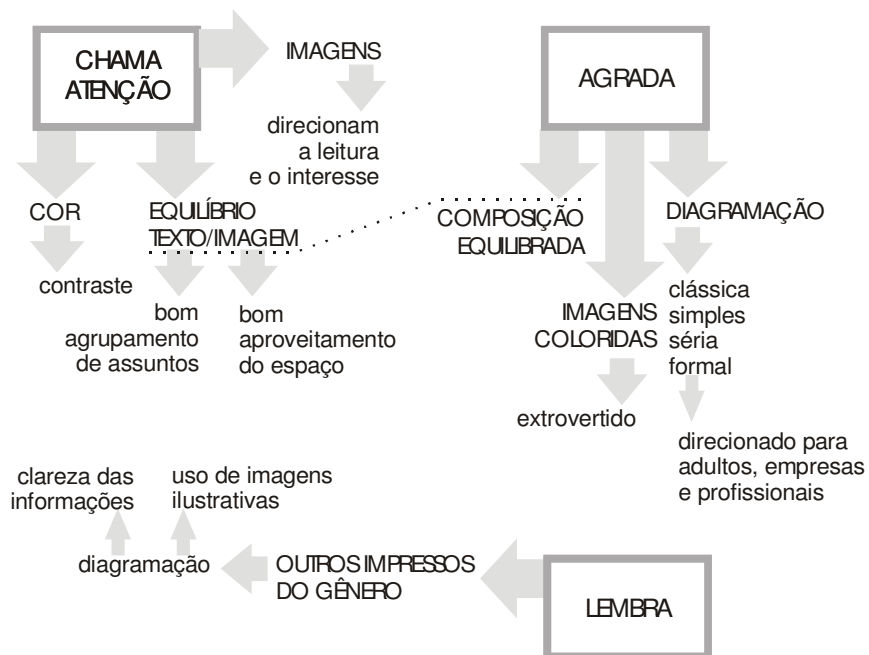 CHAMA
ATENÇÃO
IMAGENS
direcionam
a leitura
e o interesse
COR
contraste
EQUILÍBRIO
TEXTO/IMAGEM
bom
agrupamento
de assuntos
bom
aproveitamento
do espaço
AGRADA
COMPOSIÇÃO
EQUILIBRADA
IMAGENS
COLORIDAS
extrovertido
DIAGRAMAÇÃO
clássica
simples
séria
formal
direcionado para
adultos, empresas
e profissionais
clareza das
informações
uso de imagens
ilustrativas
diagramação
OUTROS IMPRESSOS
DO GÊNERO
LEMBRA